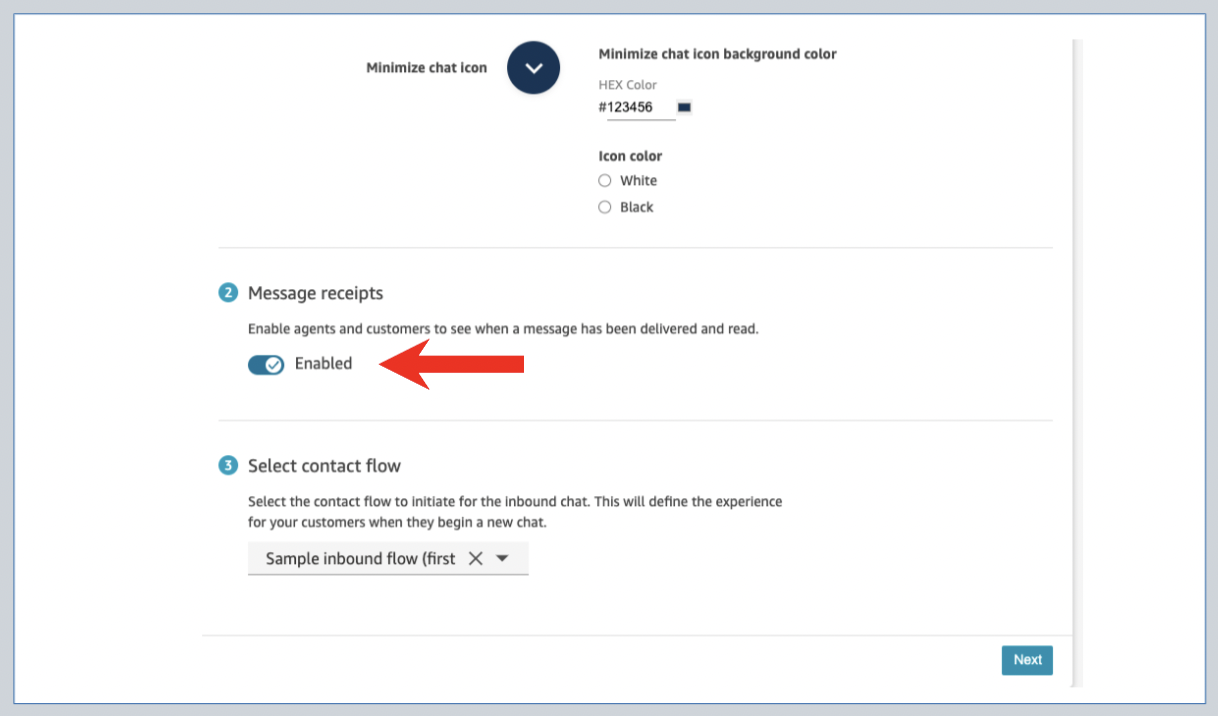 Minimize chat icon
Minimize chat icon background color
HEX Color
#123456
Icon color
White
Black
2 Message receipts
Enable agents and customers to see when a message has been delivered and read.
Enabled
3 Select contact flow
Select the contact flow to initiate for the inbound chat. This will define the experience
for your customers when they begin a new chat.
Sample inbound flow (first
Next